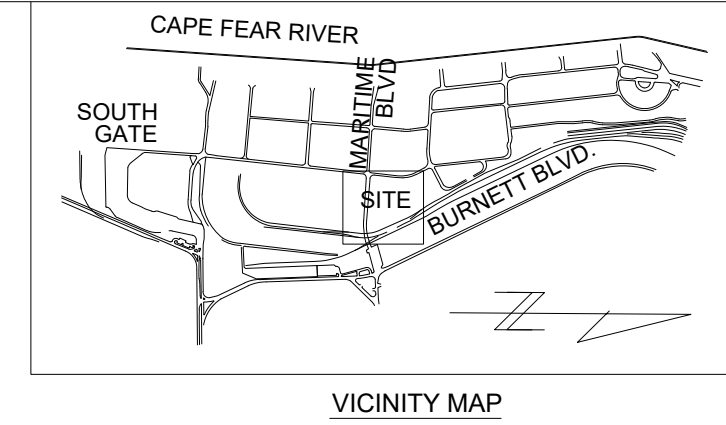 CAPE FEAR RIVER
MARITIME
BLVD
SOUTH
GATE
SITE
BURNETT BLVD.
VICINITY MAP